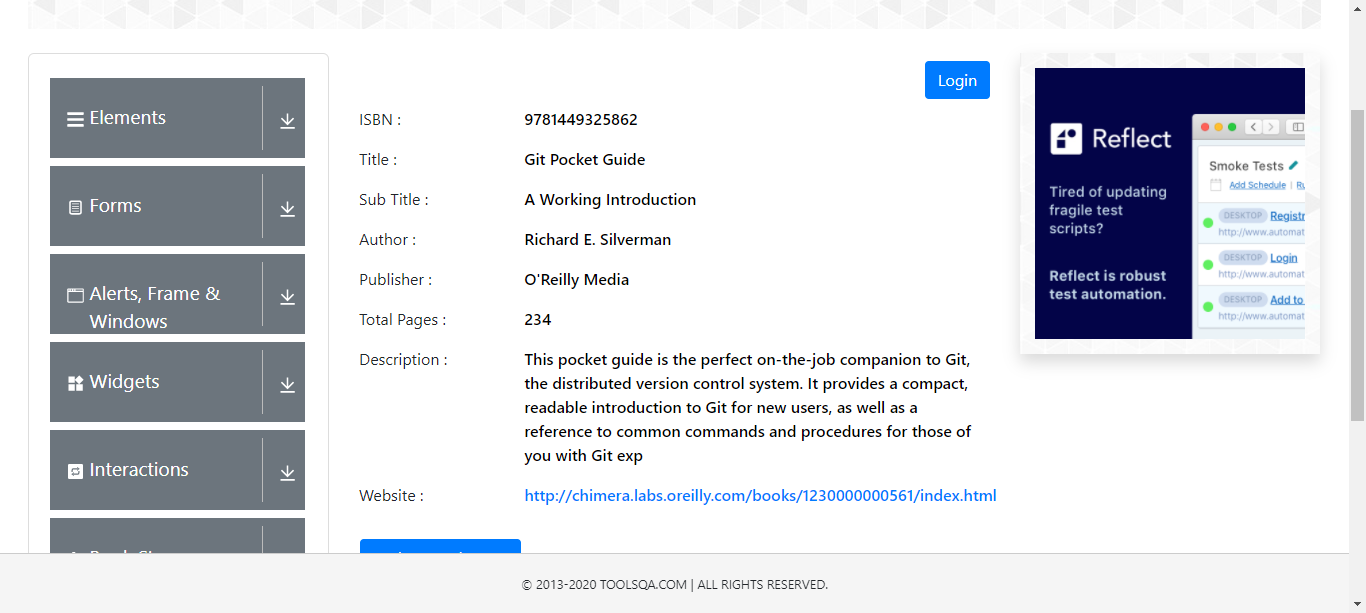 Elements
Forms
Alerts, Frame &
Windows
Widgets
Interactions
Login
ISBN :
9781449325862
Title :
Git Pocket Guide
Sub Title :
A Working Introduction
Author :
Richard E. Silverman
Publisher :
O'Reilly Media
Total Pages :
234
Description :
This pocket guide is the perfect on-the-job companion to Git,
the distributed version control system. It provides a compact,
readable introduction to Git for new users, as well as a
reference to common commands and procedures for those of
you with Git exp
Website :
http://chimera.labs.oreilly.com/books/1230000000561/index.html
Reflect
Tired of updating
fragile test
scripts?
Reflect is robust
test automation.
Smoke Tests
Add Schedule | Ru
DESKTOP Registr
http://www.automat
DESKTOP Login
http://www.automat
DESKTOP Add to
http://www.automat
© 2013-2020 TOOLSQA.COM | ALL RIGHTS RESERVED.